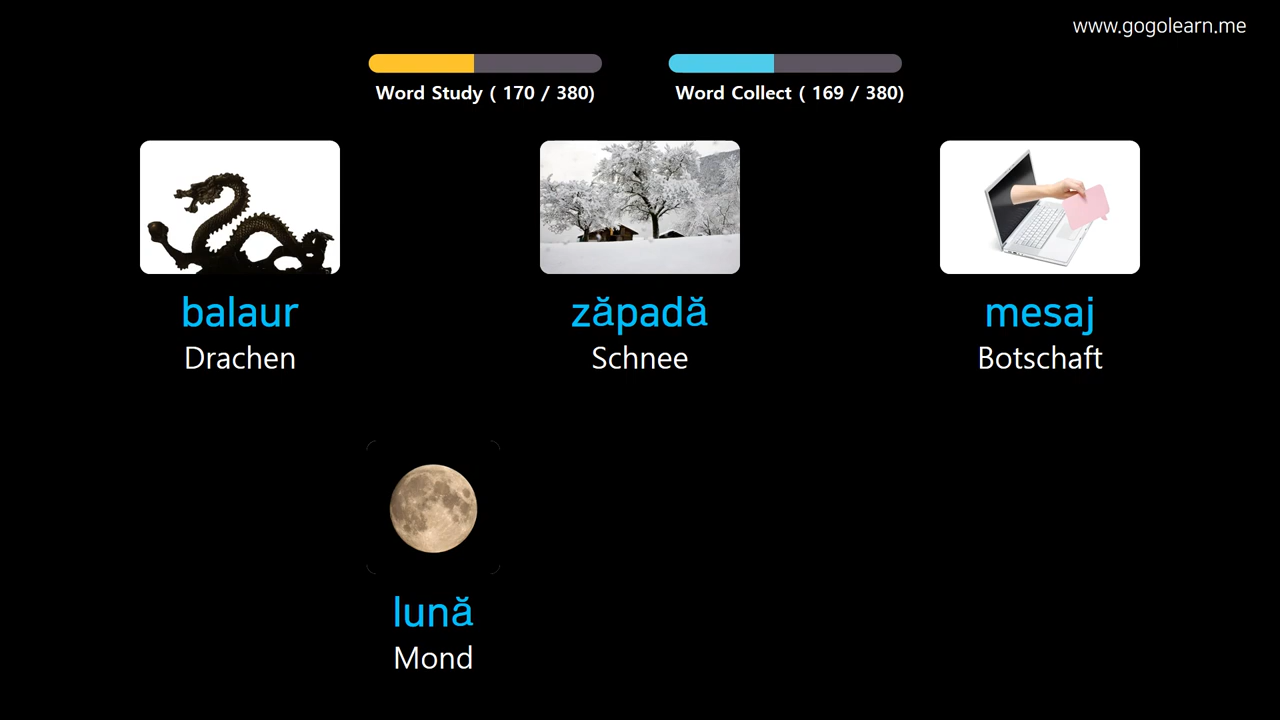 www.gogolearn.me
Word Study ( 170 / 380)
Word Collect ( 169 / 380)
balaur
Drachen
zăpadă
Schnee
mesaj
Botschaft
lună
Mond